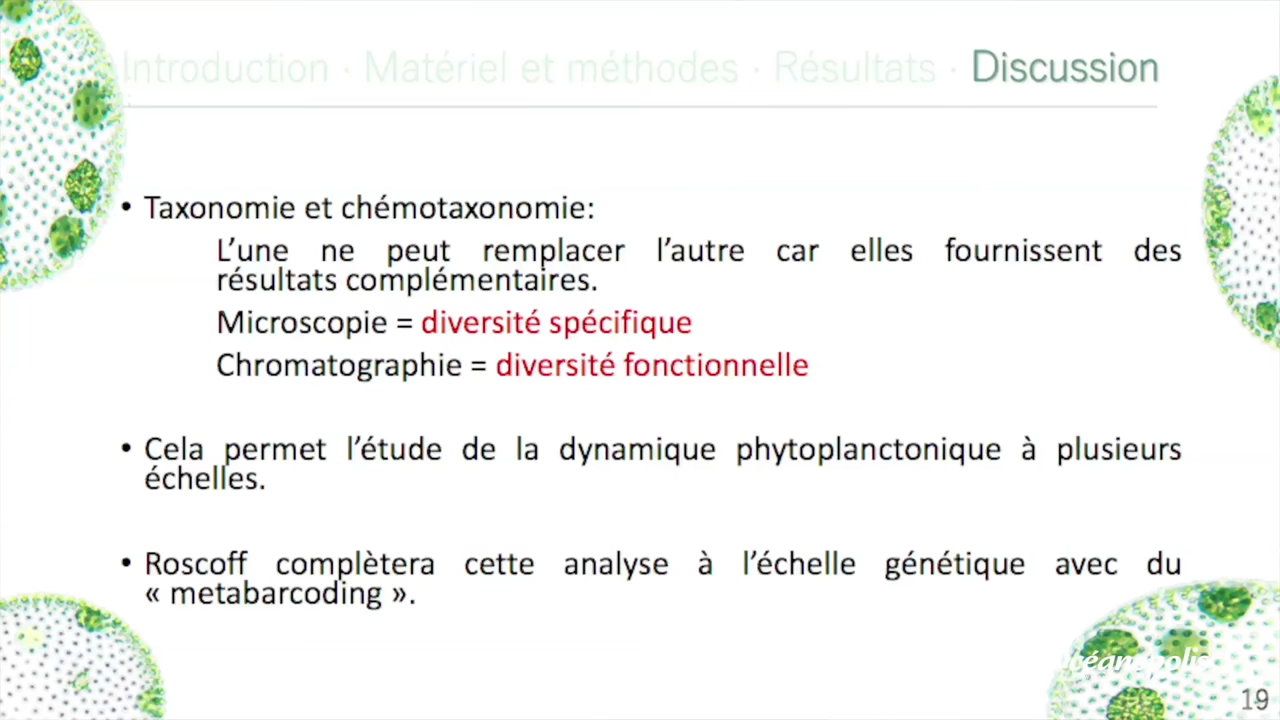 Introduction · Matériel et méthodes · Résultats · Discussion
• Taxonomie et chémotaxonomie:
L’une ne peut remplacer l’autre car elles fournissent des
résultats complémentaires.
Microscopie = diversité spécifique
Chromatographie = diversité fonctionnelle
• Cela permet l’étude de la dynamique phytoplanctonique à plusieurs
échelles.
• Roscoff complètera cette analyse à l’échelle génétique avec du
« metabarcoding ».
océanopolis
19